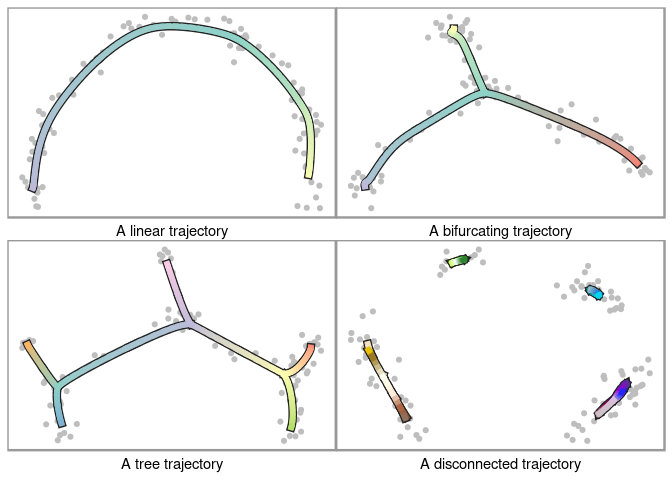 A linear trajectory
A bifurcating trajectory
A tree trajectory
A disconnected trajectory